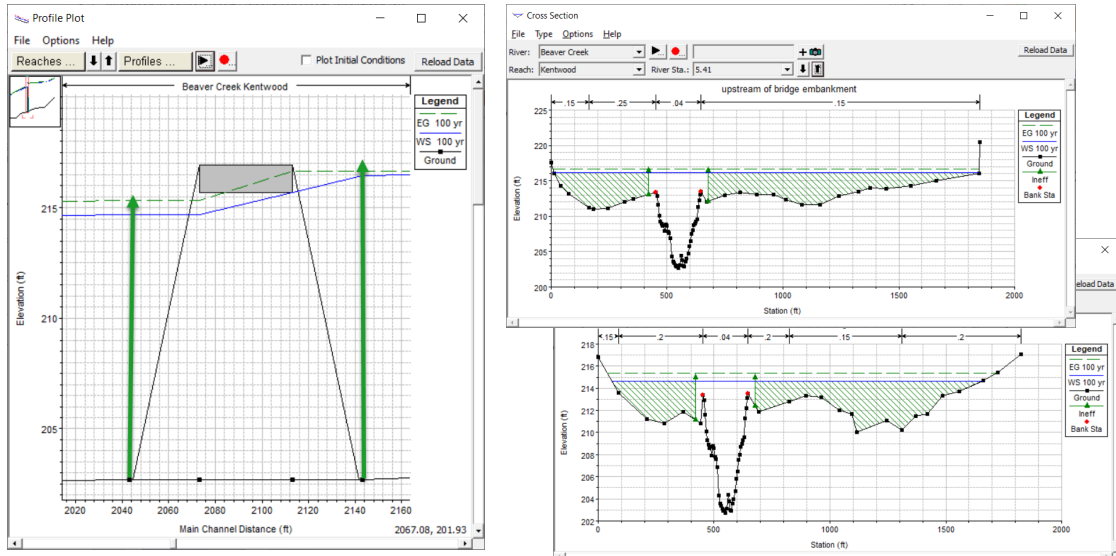 Profile Plot
File Options Help
Reaches ... Profiles ... Plot Initial Conditions Reload Data
Beaver Creek Kentwood
Legend
EG 100 yr
WS 100 yr
Ground
215
210
205
Elevation (ft)
2020 2040 2060 2080 2100 2120 2140 2160
Main Channel Distance (ft)
2067.08, 201.93
Cross Section
File Type Options Help
River: Beaver Creek Reload Data
Reach: Kentwood River Sta.: 5.41
upstream of bridge embankment
.15 .25 .04 .15
Legend
EG 100 yr
WS 100 yr
Ground
Ineff
Bank Sta
225
220
215
210
205
200
Elevation (ft)
0 500 1000 1500 2000
Station (ft)
eload Data
.15 .2 .04 .2 .15 .2
Legend
EG 100 yr
WS 100 yr
Ground
Ineff
Bank Sta
218
216
214
212
210
208
206
204
202
Elevation (ft)
0 500 1000 1500 2000
Station (ft)